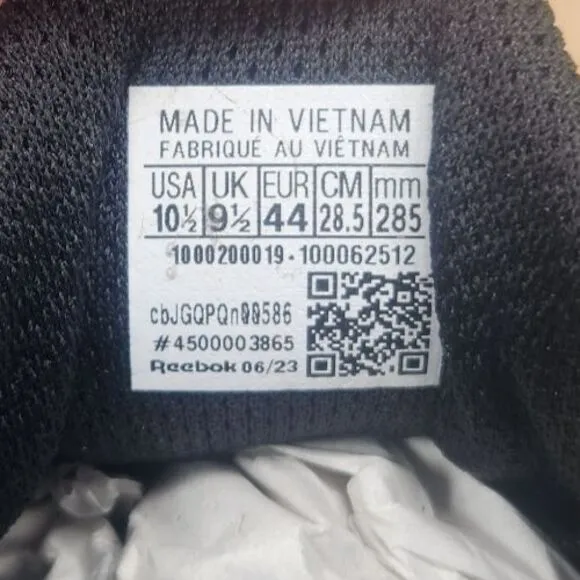 MADE IN VIETNAM
FABRIQUÉ AU VIÊTNAM
USA UK EUR CM mm
10½ 9½ 44 28.5 285
1000200019-100062512
cbJGQPQn00586
#4500003865
Reebok 06/23